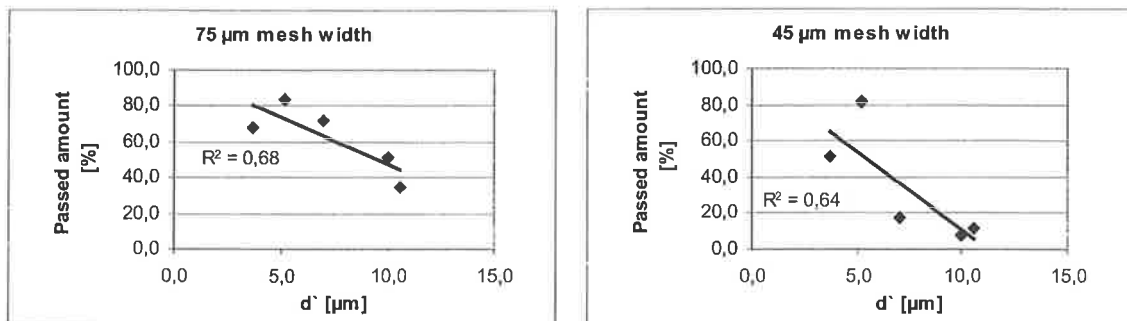 75 µm mesh width
100,0
80,0
60,0
40,0
20,0
0,0
Passed amount
[%]
R² = 0,68
0,0 5,0 10,0 15,0
d` [µm]
45 µm mesh width
100,0
80,0
60,0
40,0
20,0
0,0
Passed amount
[%]
R² = 0,64
0,0 5,0 10,0 15,0
d` [µm]